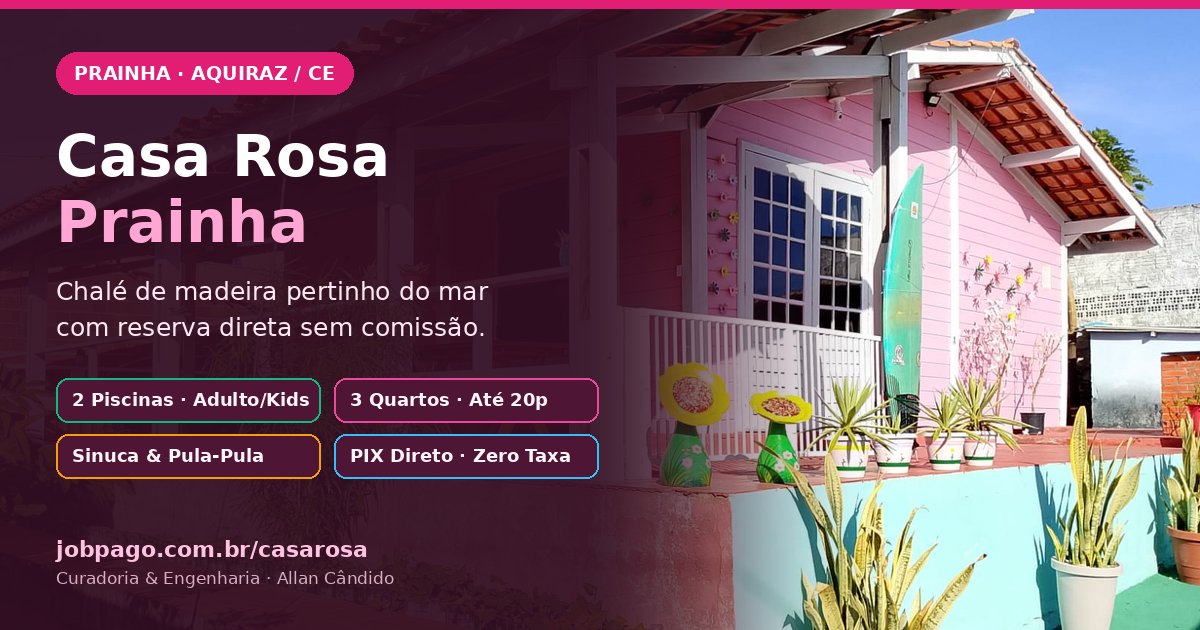 PRAINHA · AQUIRAZ / CE
Casa Rosa
Prainha
Chalé de madeira pertinho do mar
com reserva direta sem comissão.
2 Piscinas · Adulto/Kids
3 Quartos · Até 20p
Sinuca & Pula-Pula
PIX Direto · Zero Taxa
jobpago.com.br/casarosa
Curadoria & Engenharia · Allan Cândido